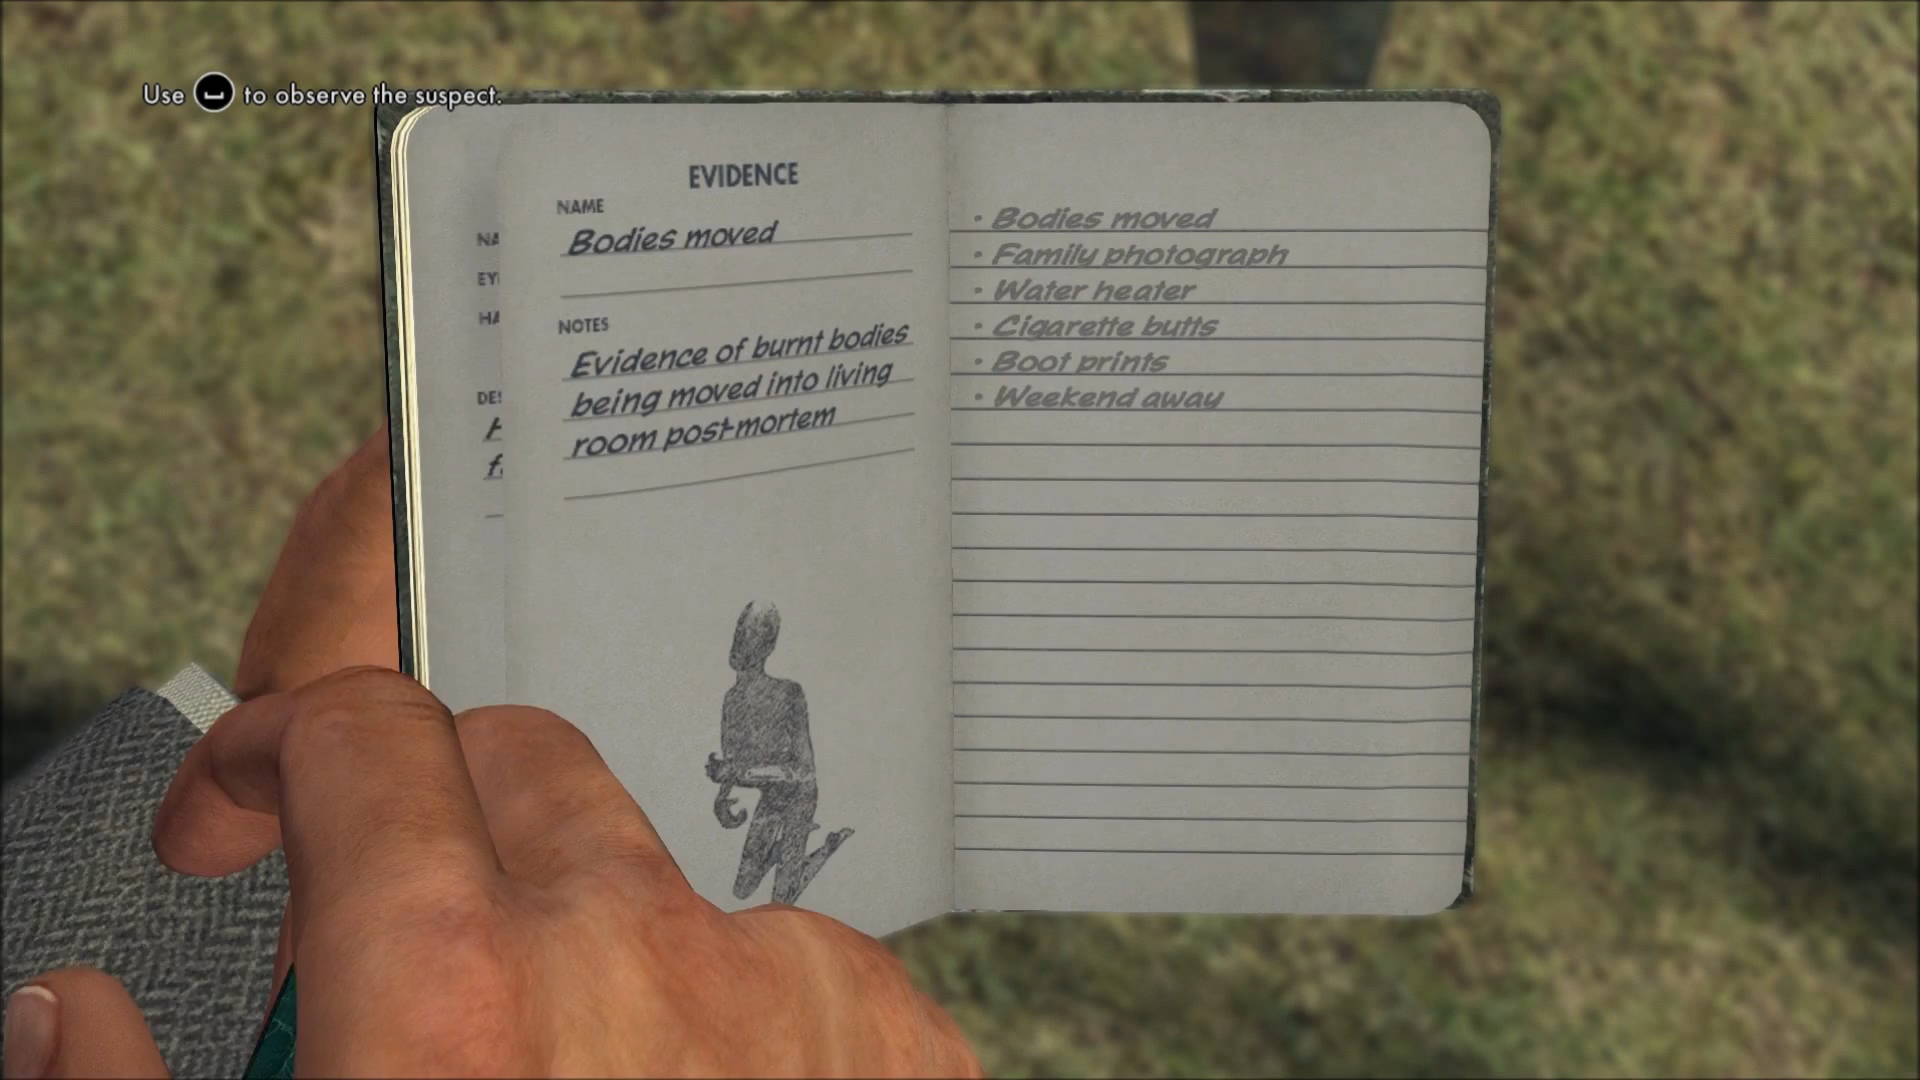 Use to observe the suspect.
EVIDENCE
NAME
Bodies moved
NOTES
Evidence of burnt bodies
being moved into living
room post-mortem
• Bodies moved
• Family photograph
• Water heater
• Cigarette butts
• Boot prints
• Weekend away